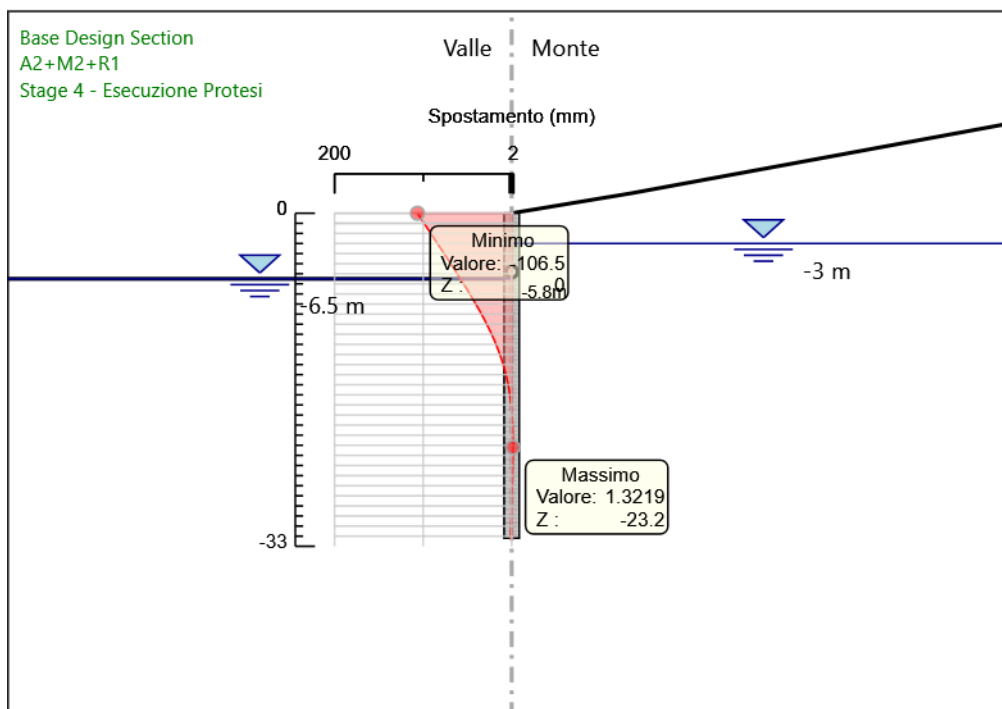 Base Design Section
A2+M2+R1
Stage 4 - Esecuzione Protesi
Valle
Monte
Spostamento (mm)
200
2
0
Minimo
Valore: -106.5
Z : 0
-5.8m
-3 m
-6.5 m
Massimo
Valore: 1.3219
Z : -23.2
-33